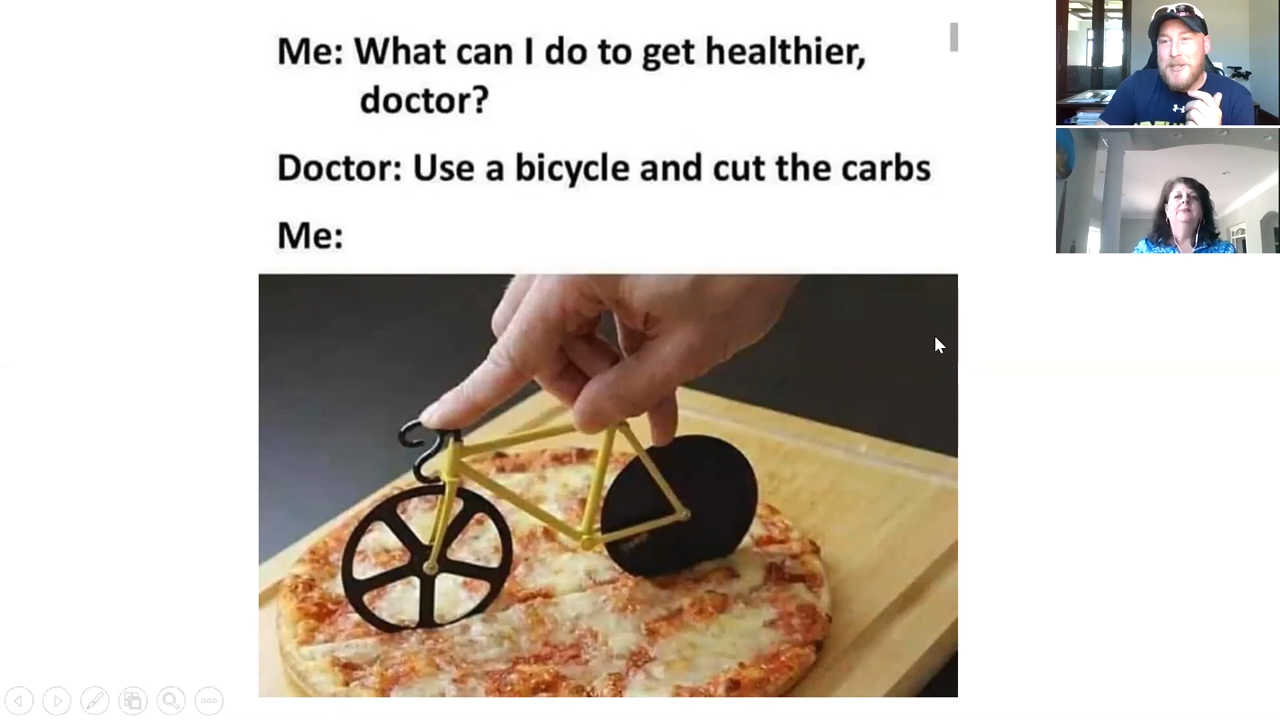 Me: What can I do to get healthier,
doctor?
Doctor: Use a bicycle and cut the carbs
Me: